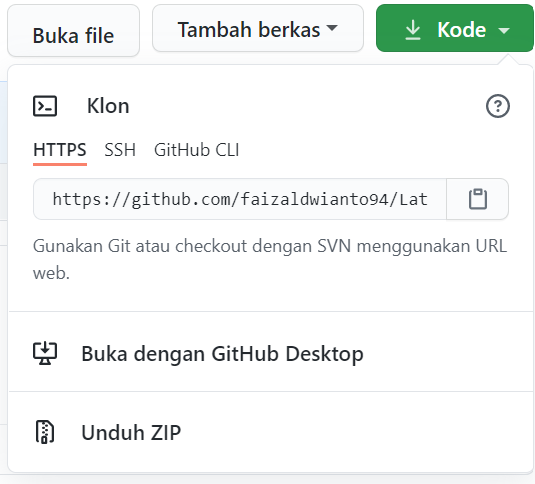 Buka file
Tambah berkas
Kode
Klon
HTTPS SSH GitHub CLI
https://github.com/faizaldwianto94/Lat
Gunakan Git atau checkout dengan SVN menggunakan URL
web.
Buka dengan GitHub Desktop
Unduh ZIP